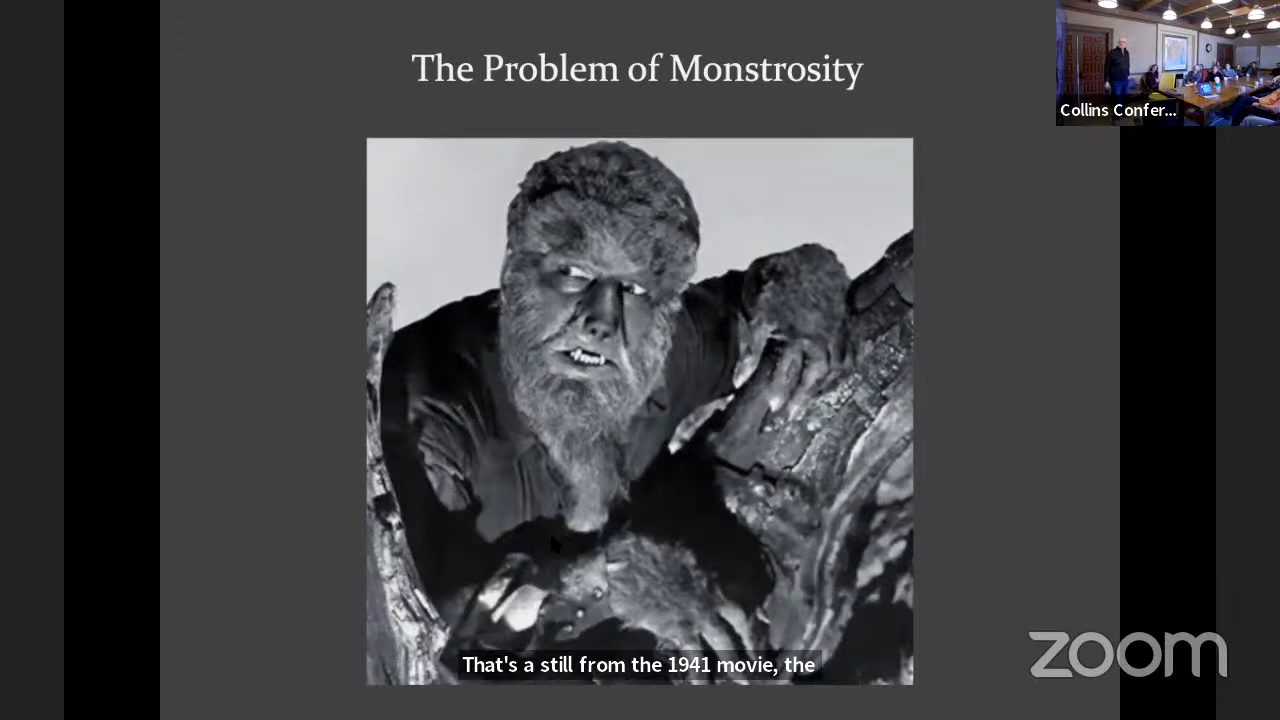 The Problem of Monstrosity
Collins Confer...
That's a still from the 1941 movie, the
zoom